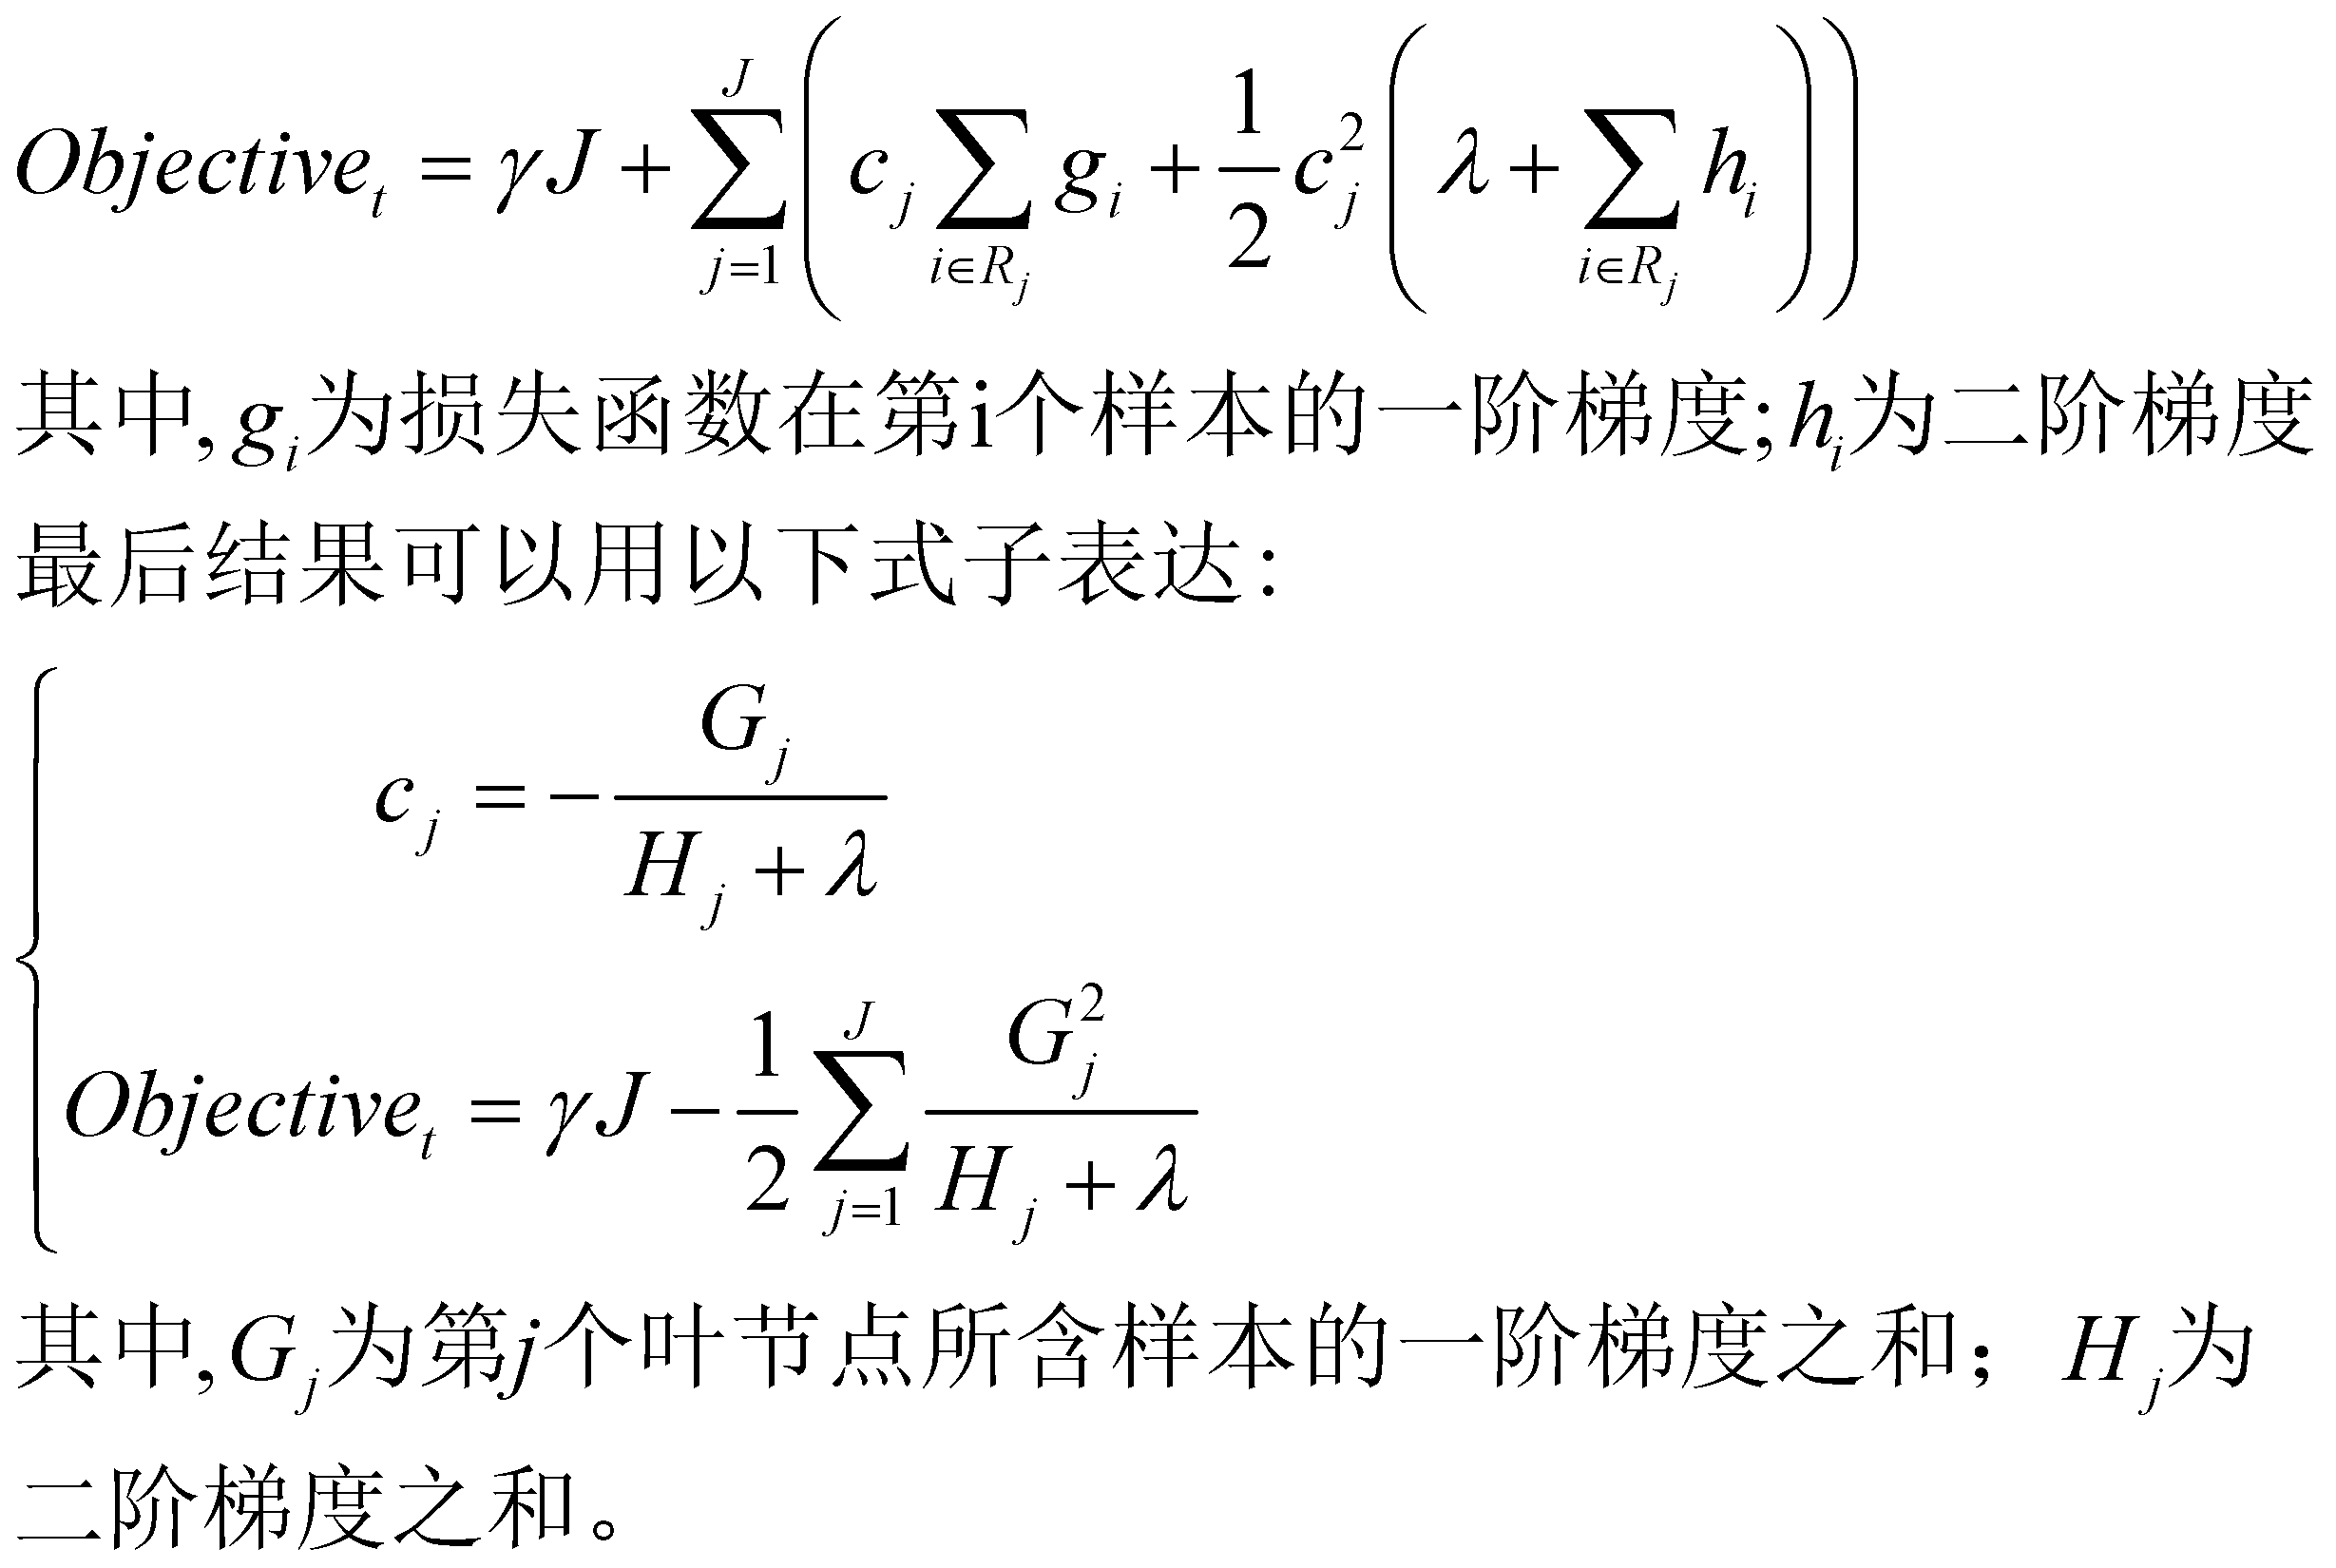 $Objective_t = \gamma J + \sum_{j=1}^{J} \left( c_j \sum_{i \in R_j} g_i + \frac{1}{2} c_j^2 \left( \lambda + \sum_{i \in R_j} h_i \right) \right)$
其中,$g_i$为损失函数在第i个样本的一阶梯度;$h_i$为二阶梯度
最后结果可以用以下式子表达:
$c_j = -\frac{G_j}{H_j + \lambda}$
$Objective_t = \gamma J - \frac{1}{2} \sum_{j=1}^{J} \frac{G_j^2}{H_j + \lambda}$
其中,$G_j$为第$j$个叶节点所含样本的一阶梯度之和；$H_j$为
二阶梯度之和。